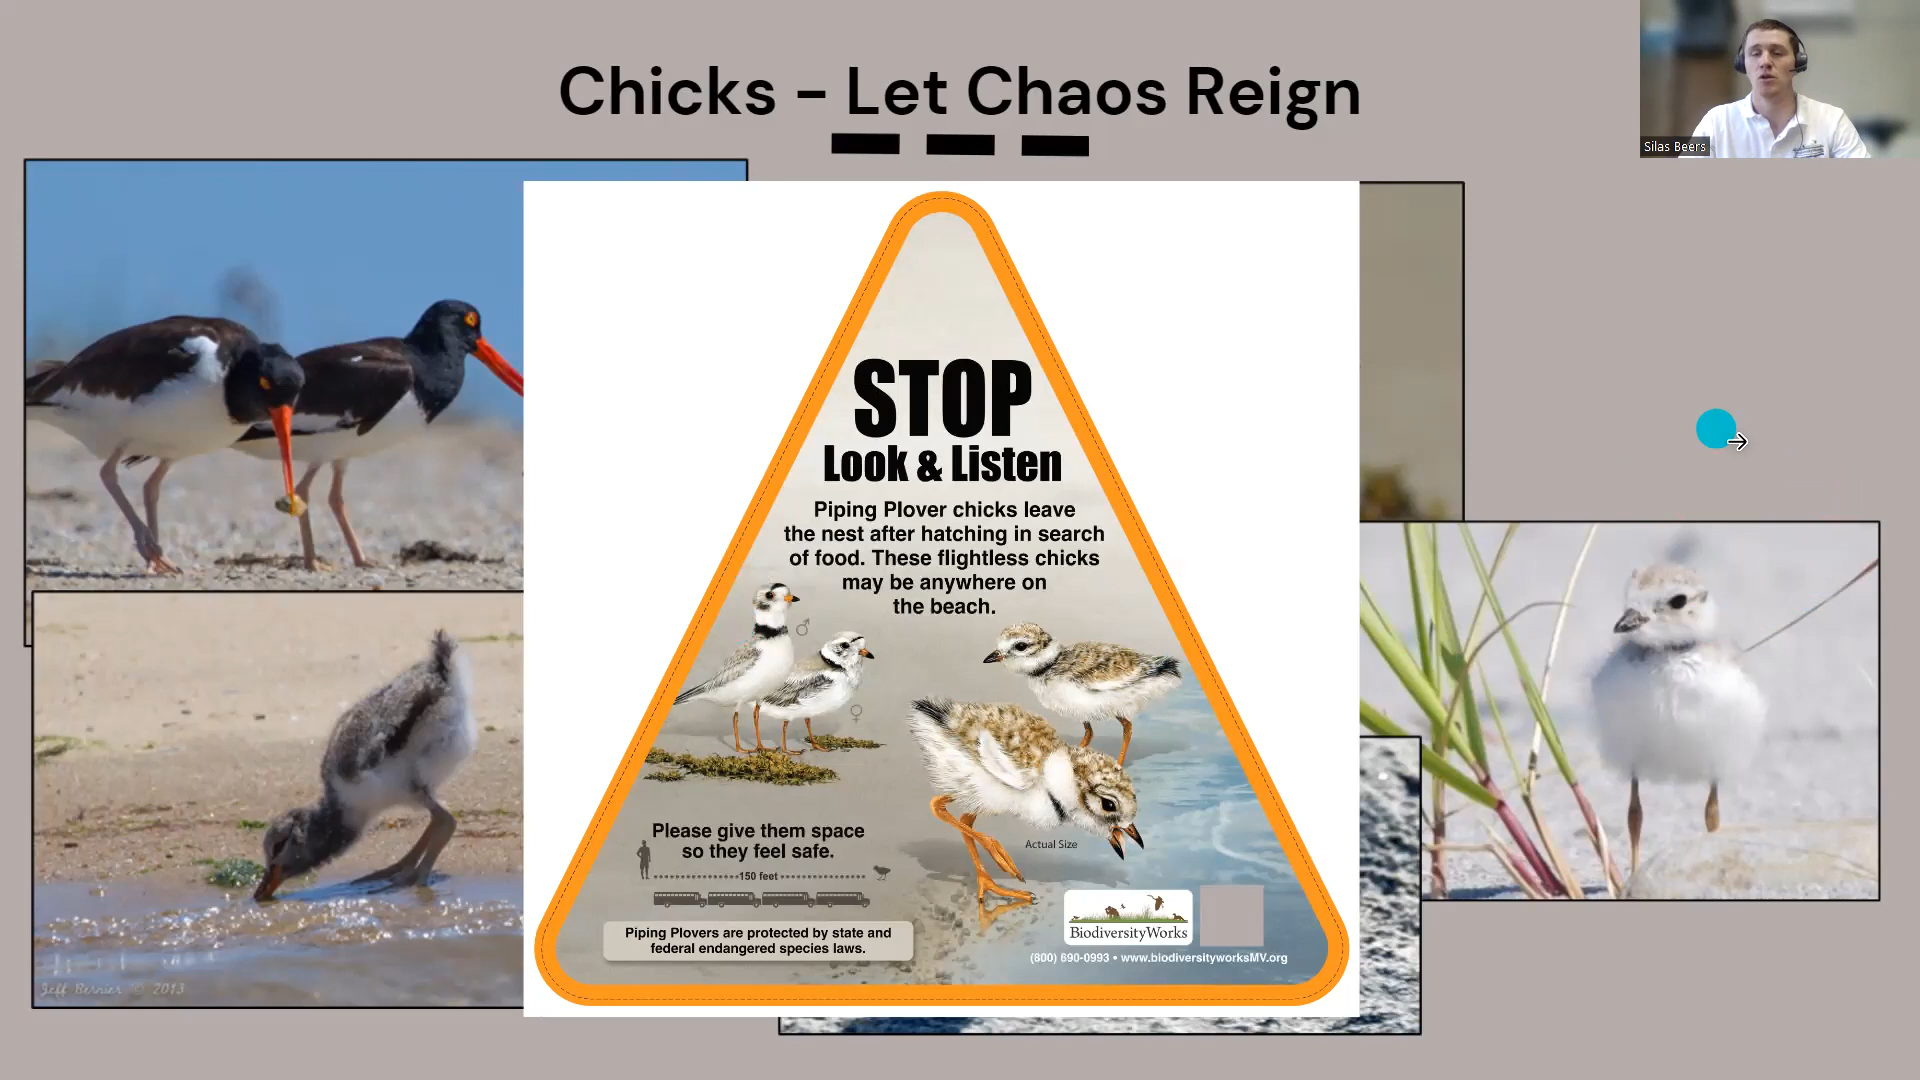 Chicks - Let Chaos Reign
Silas Beers
STOP
Look & Listen
Piping Plover chicks leave
the nest after hatching in search
of food. These flightless chicks
may be anywhere on
the beach.
♂
♀
Actual Size
Please give them space
so they feel safe.
150 feet
Piping Plovers are protected by state and
federal endangered species laws.
BiodiversityWorks
(800) 690-0993 • www.biodiversityworksMV.org
Jeff Bernier © 2013